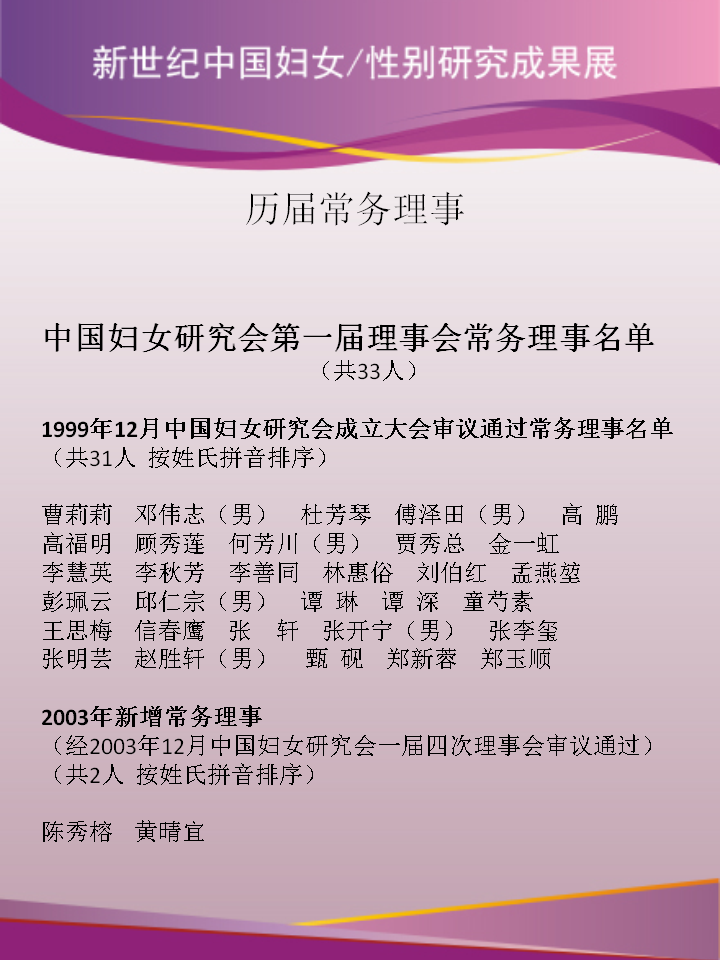 新世纪中国妇女/性别研究成果展
历届常务理事
中国妇女研究会第一届理事会常务理事名单
（共33人）
1999年12月中国妇女研究会成立大会审议通过常务理事名单
（共31人 按姓氏拼音排序）
曹莉莉 邓伟志（男） 杜芳琴 傅泽田（男） 高 鹏
高福明 顾秀莲 何芳川（男） 贾秀总 金一虹
李慧英 李秋芳 李善同 林惠俗 刘伯红 孟燕堃
彭珮云 邱仁宗（男） 谭 琳 谭 深 童芍素
王思梅 信春鹰 张 轩 张开宁（男） 张李玺
张明芸 赵胜轩（男） 甄 砚 郑新蓉 郑玉顺
2003年新增常务理事
（经2003年12月中国妇女研究会一届四次理事会审议通过）
（共2人 按姓氏拼音排序）
陈秀榕 黄晴宜